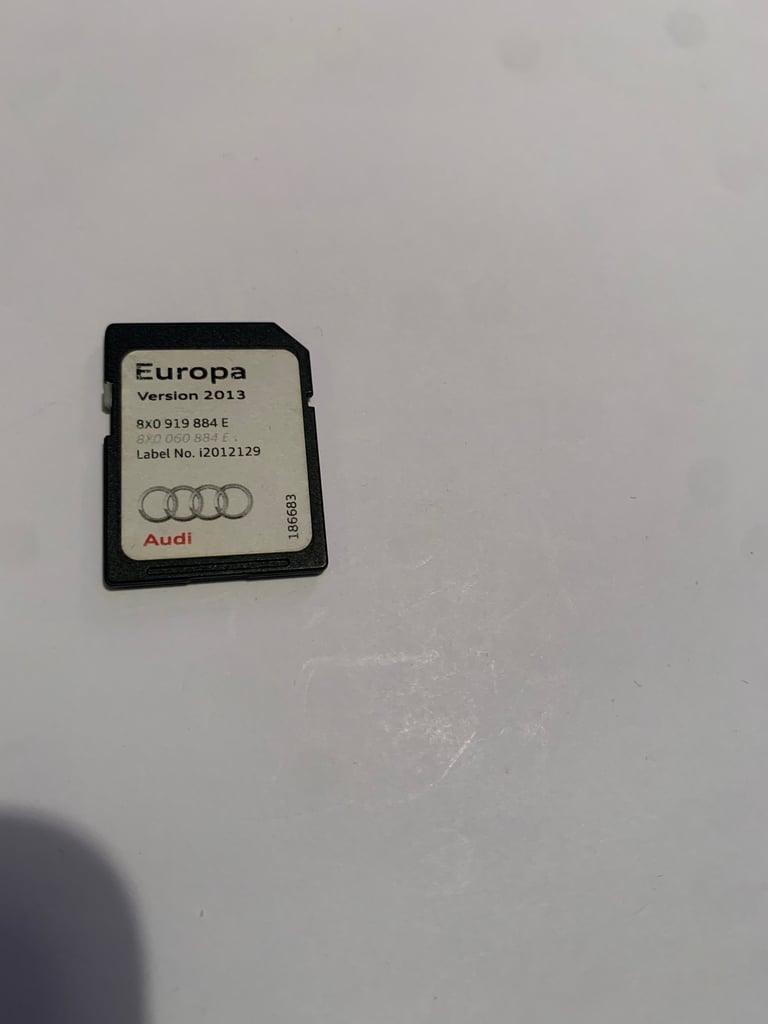 Europa
Version 2013
8X0 919 884 E
8X0 060 884 E
Label No. i2012129
Audi
186683